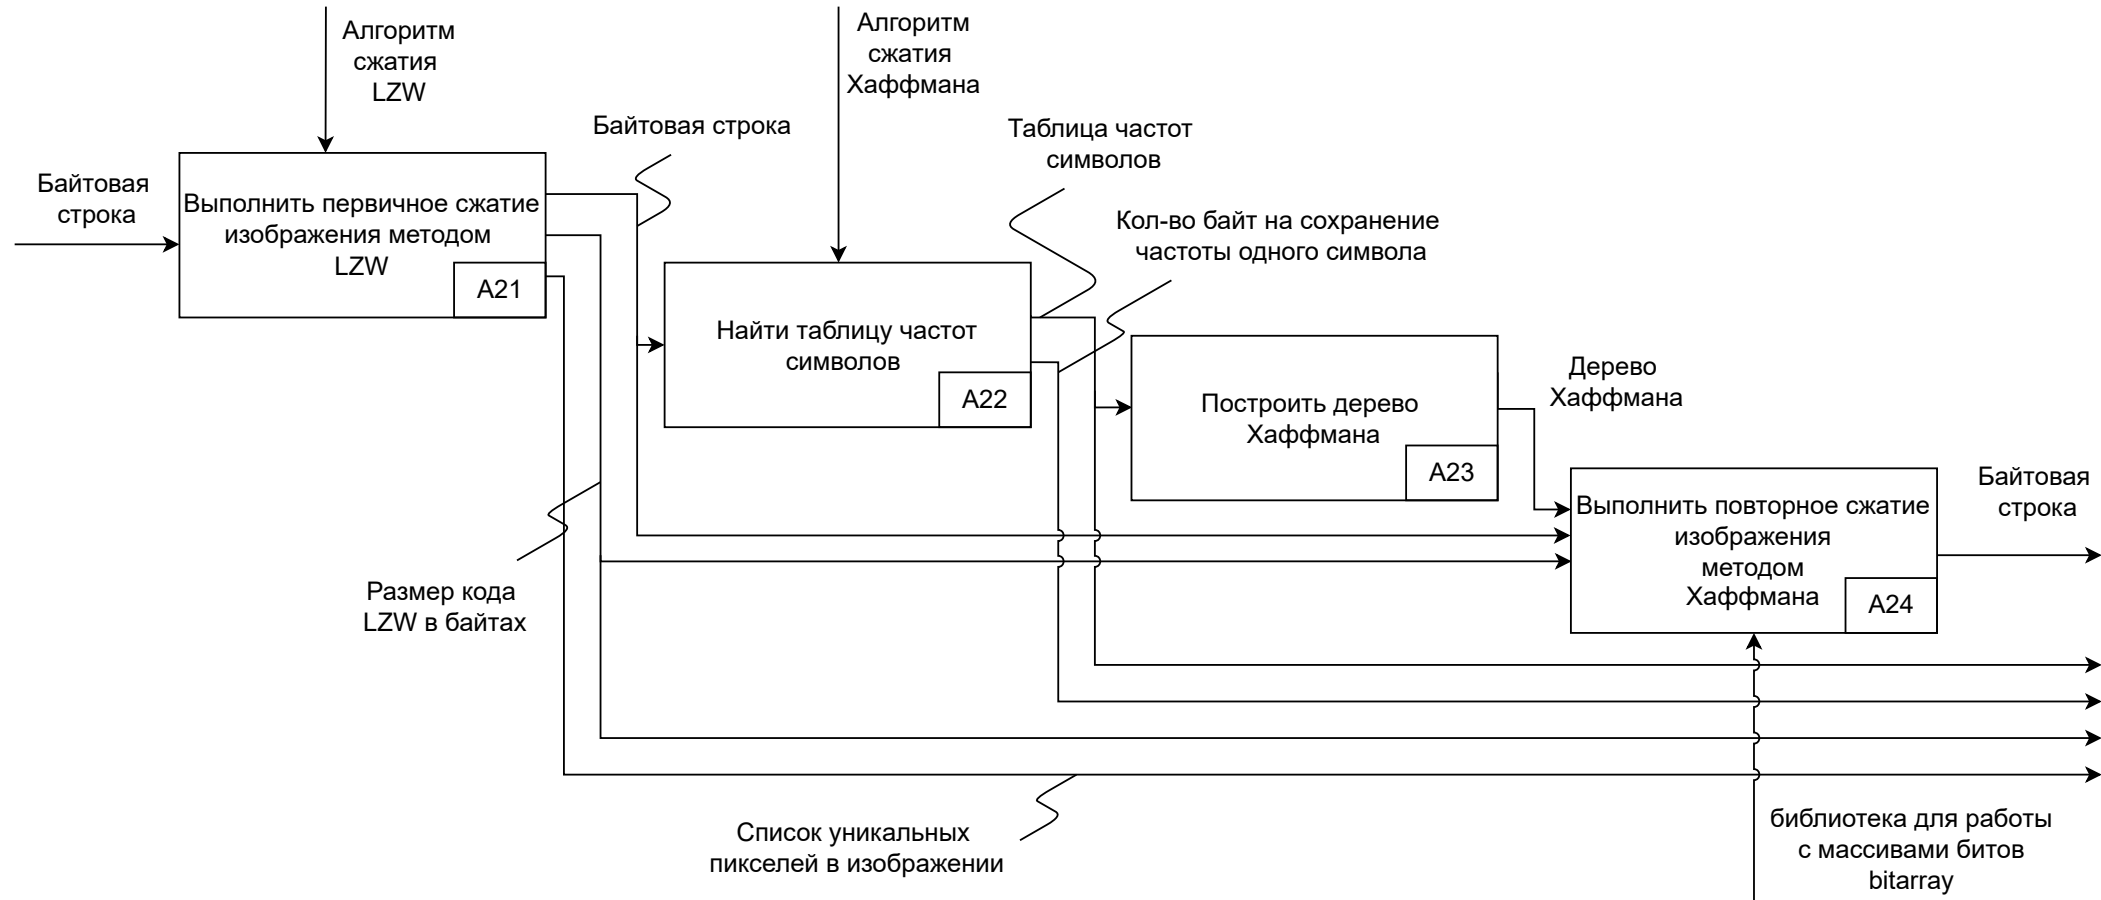 Алгоритм
сжатия
LZW
Алгоритм
сжатия
Хаффмана
Байтовая строка
Таблица частот
символов
Байтовая
строка
Выполнить первичное сжатие
изображения методом
LZW
A21
Кол-во байт на сохранение
частоты одного символа
Найти таблицу частот
символов
A22
Построить дерево
Хаффмана
A23
Дерево
Хаффмана
Выполнить повторное сжатие
изображения
методом
Хаффмана
A24
Байтовая
строка
Размер кода
LZW в байтах
Список уникальных
пикселей в изображении
библиотека для работы
с массивами битов
bitarray